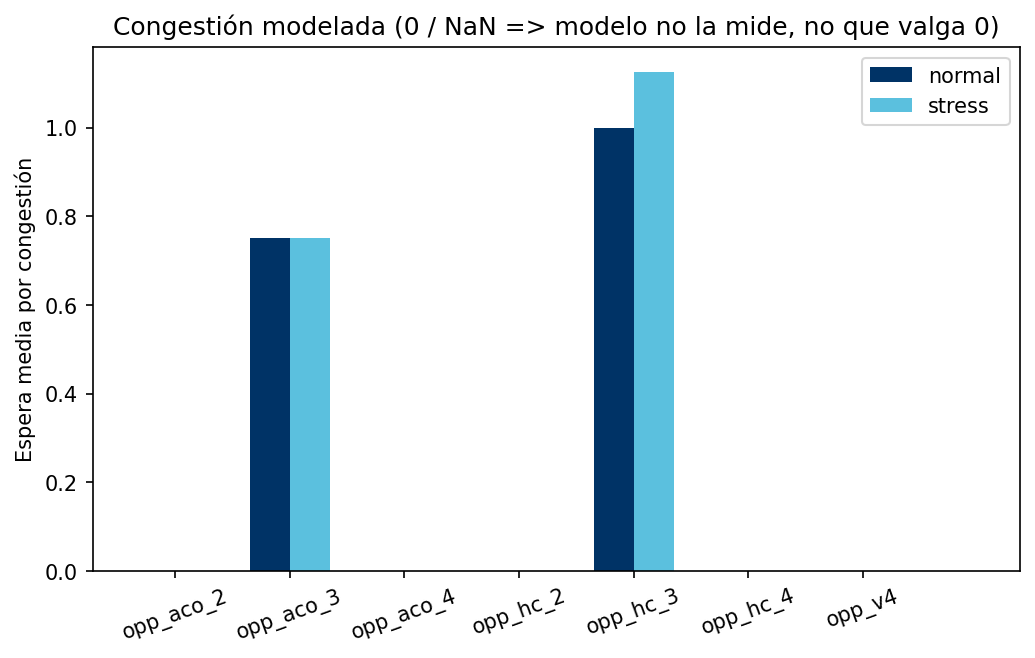 Congestión modelada (0 / NaN => modelo no la mide, no que valga 0)
normal
stress
Espera media por congestión
1.0
0.8
0.6
0.4
0.2
0.0
opp_aco_2
opp_aco_3
opp_aco_4
opp_hc_2
opp_hc_3
opp_hc_4
opp_v4